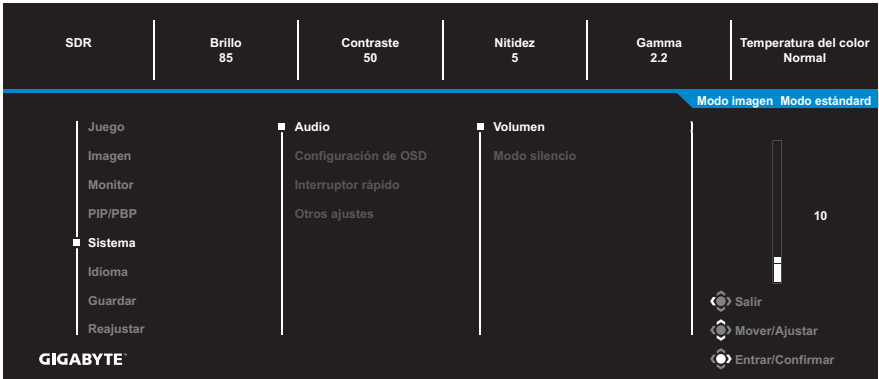 SDR
Brillo
85
Contraste
50
Nitidez
5
Gamma
2.2
Temperatura del color
Normal
Modo imagen Modo estándard
Juego
Imagen
Monitor
PIP/PBP
Sistema
Idioma
Guardar
Reajustar
Audio
Configuración de OSD
Interruptor rápido
Otros ajustes
Volumen
Modo silencio
10
Salir
Mover/Ajustar
Entrar/Confirmar
GIGABYTE